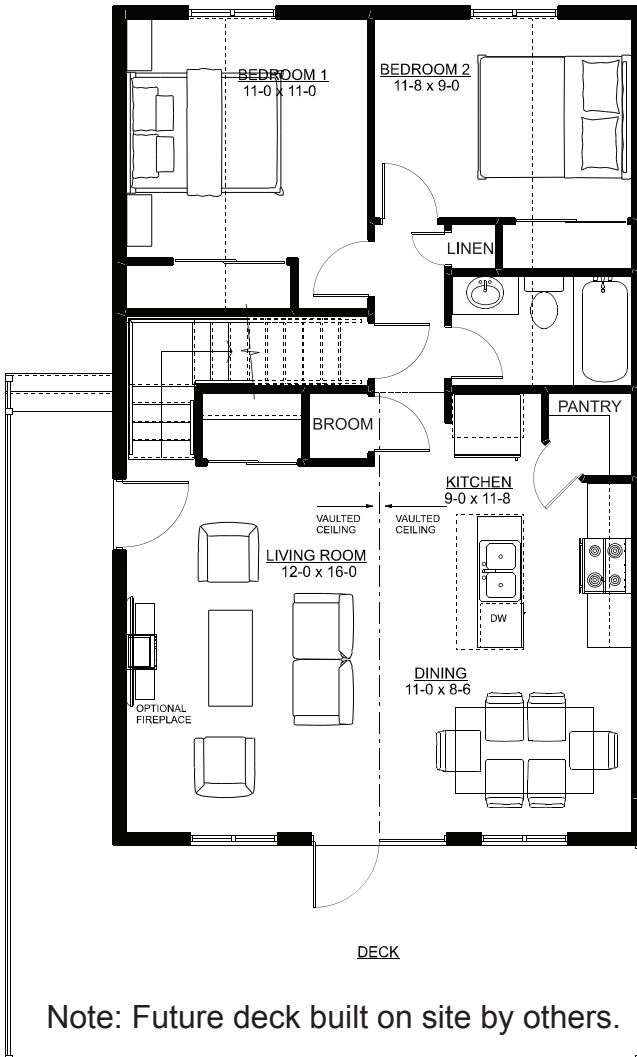 BEDROOM 1
11-0 x 11-0
BEDROOM 2
11-8 x 9-0
LINEN
BROOM
PANTRY
KITCHEN
9-0 x 11-8
VAULTED
CEILING
VAULTED
CEILING
LIVING ROOM
12-0 x 16-0
DW
DINING
11-0 x 8-6
OPTIONAL
FIREPLACE
DECK
Note: Future deck built on site by others.